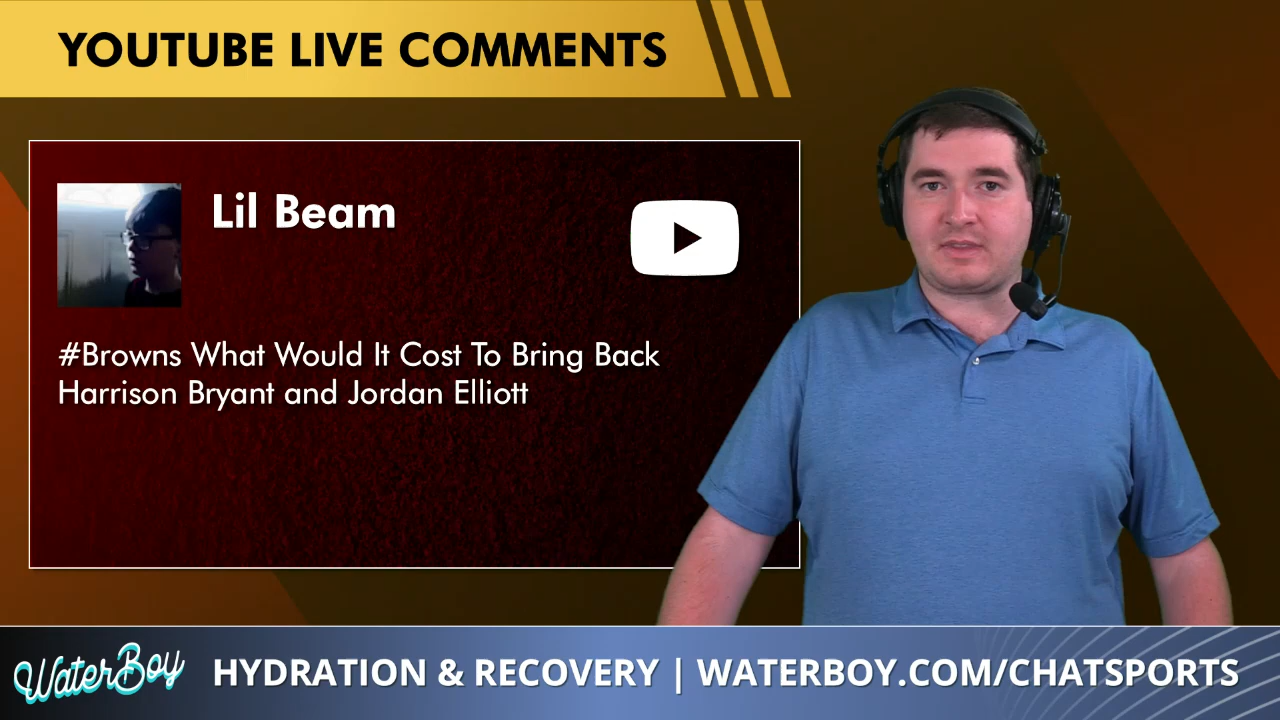 YOUTUBE LIVE COMMENTS
Lil Beam
#Browns What Would It Cost To Bring Back
Harrison Bryant and Jordan Elliott
WaterBoy
HYDRATION & RECOVERY | WATERBOY.COM/CHATSPORTS